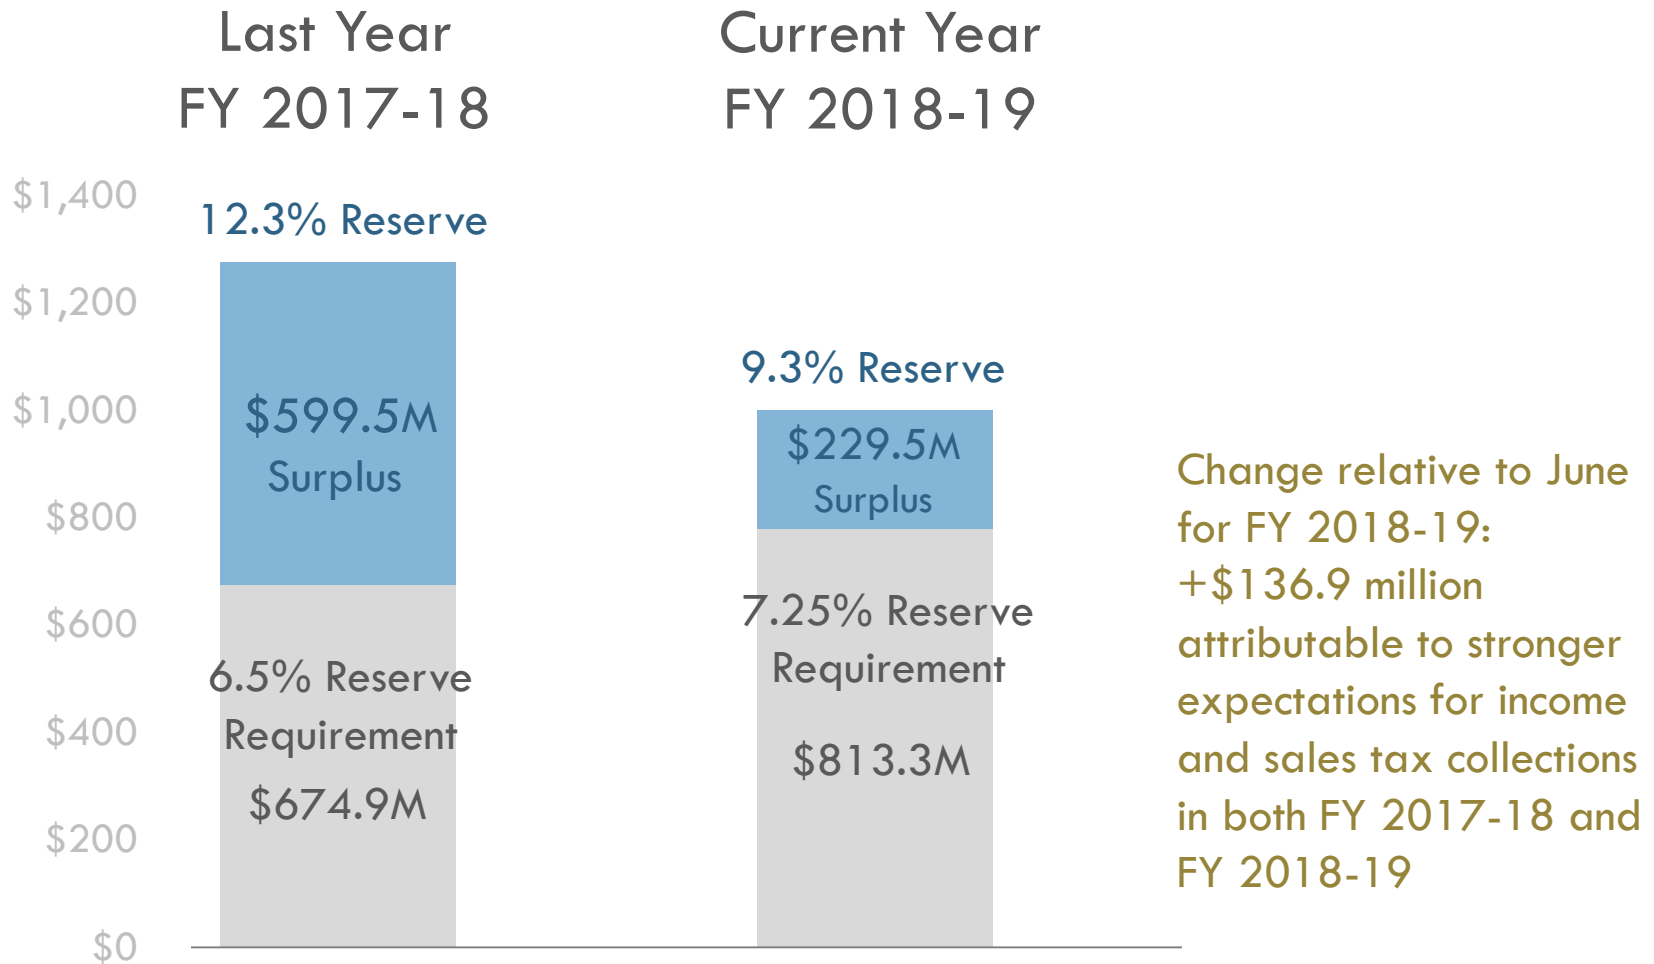 Last Year
FY 2017-18
Current Year
FY 2018-19
$1,400
$1,200
$1,000
$800
$600
$400
$200
$0
12.3% Reserve
$599.5M
Surplus
6.5% Reserve
Requirement
$674.9M
9.3% Reserve
$229.5M
Surplus
7.25% Reserve
Requirement
$813.3M
Change relative to June
for FY 2018-19:
+$136.9 million
attributable to stronger
expectations for income
and sales tax collections
in both FY 2017-18 and
FY 2018-19